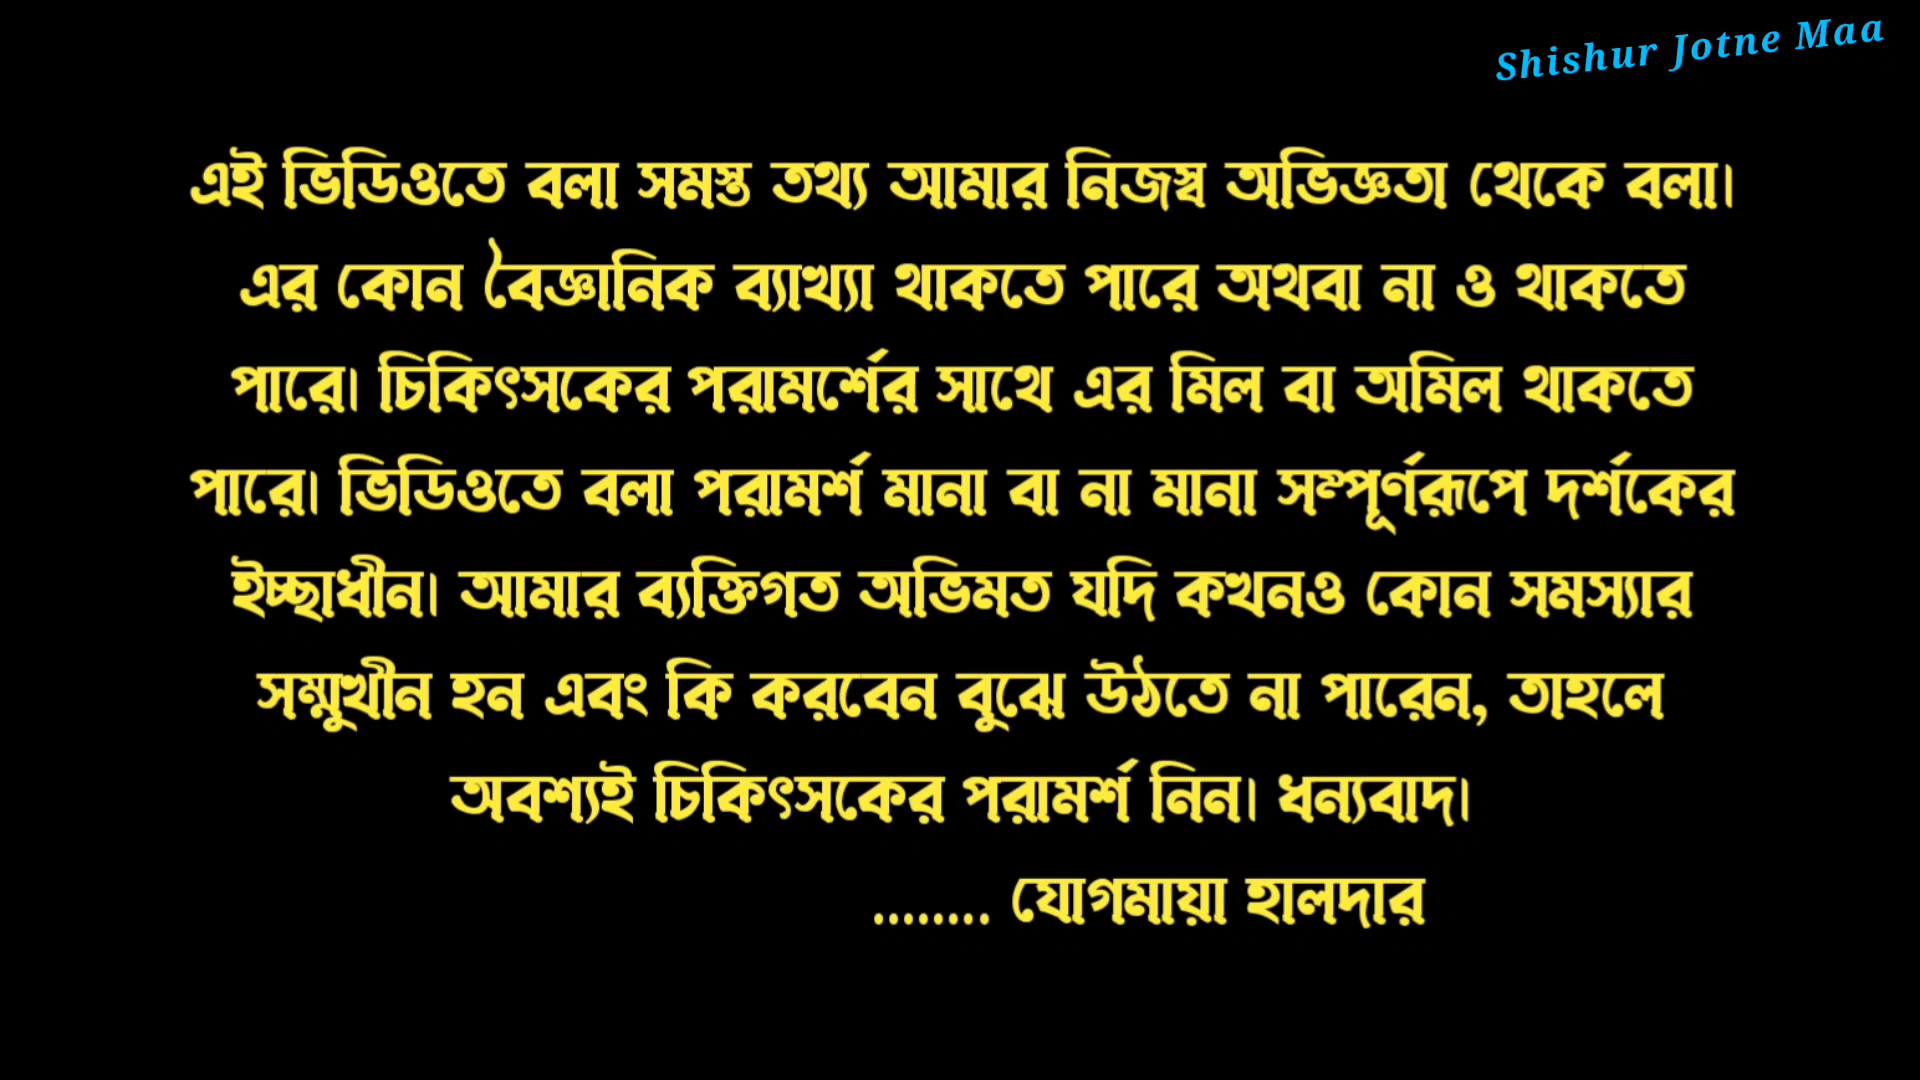 Shishur Jotne Maa
এই ভিডিওতে বলা সমস্ত তথ্য আমার নিজস্ব অভিজ্ঞতা থেকে বলা।
এর কোন বৈজ্ঞানিক ব্যাখ্যা থাকতে পারে অথবা না ও থাকতে
পারে। চিকিৎসকের পরামর্শের সাথে এর মিল বা অমিল থাকতে
পারে। ভিডিওতে বলা পরামর্শ মানা বা না মানা সম্পূর্ণরূপে দর্শকের
ইচ্ছাধীন। আমার ব্যক্তিগত অভিমত যদি কখনও কোন সমস্যার
সম্মুখীন হন এবং কি করবেন বুঝে উঠতে না পারেন, তাহলে
অবশ্যই চিকিৎসকের পরামর্শ নিন। ধন্যবাদ।
........ যোগমায়া হালদার